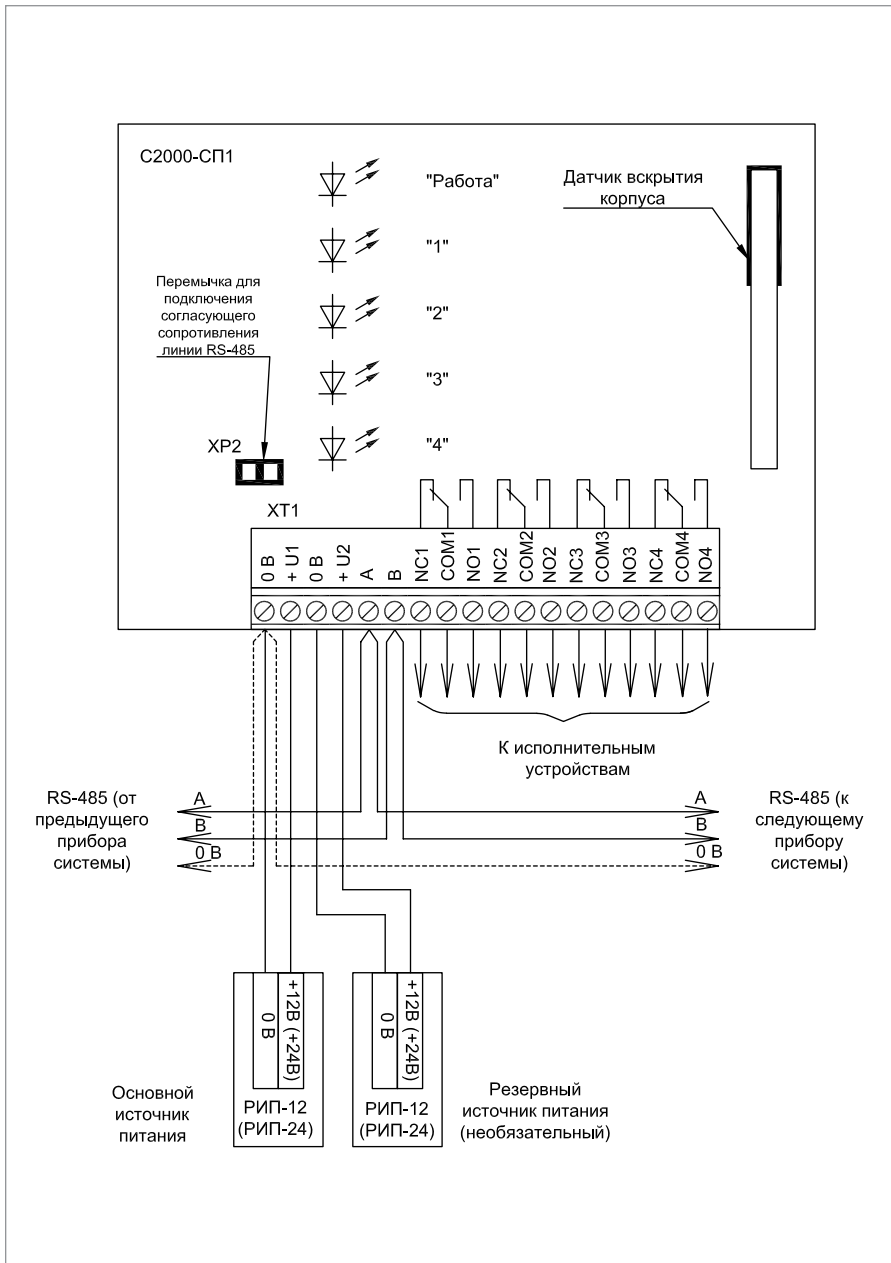 С2000-СП1
"Работа"
Датчик вскрытия
корпуса
"1"
Перемычка для
подключения
согласующего
сопротивления
линии RS-485
"2"
"3"
"4"
XP2
XT1
0 В
+ U1
0 В
+ U2
A
B
NC1
COM1
NO1
NC2
COM2
NO2
NC3
COM3
NO3
NC4
COM4
NO4
К исполнительным
устройствам
RS-485 (от
предыдущего
прибора
системы)
A
B
0 В
A
B
0 В
RS-485 (к
следующему
прибору
системы)
0 В
+12В (+24В)
0 В
+12В (+24В)
Основной
источник
питания
РИП-12
(РИП-24)
РИП-12
(РИП-24)
Резервный
источник питания
(необязательный)